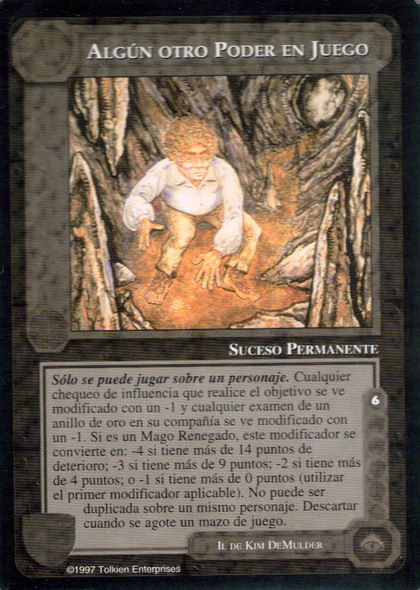 Algún otro Poder en Juego
Suceso Permanente
Sólo se puede jugar sobre un personaje. Cualquier
chequeo de influencia que realice el objetivo se ve
modificado con un -1 y cualquier examen de un
anillo de oro en su compañía se ve modificado
con un -1. Si es un Mago Renegado, este modificador se
convierte en: -4 si tiene más de 14 puntos de
deterioro; -3 si tiene más de 9 puntos; -2 si tiene más
de 4 puntos; o -1 si tiene más de 0 puntos (utilizar
el primer modificador aplicable). No puede ser
duplicada sobre un mismo personaje. Descartar
cuando se agote un mazo de juego.
6
Il de Kim DeMulder
©1997 Tolkien Enterprises